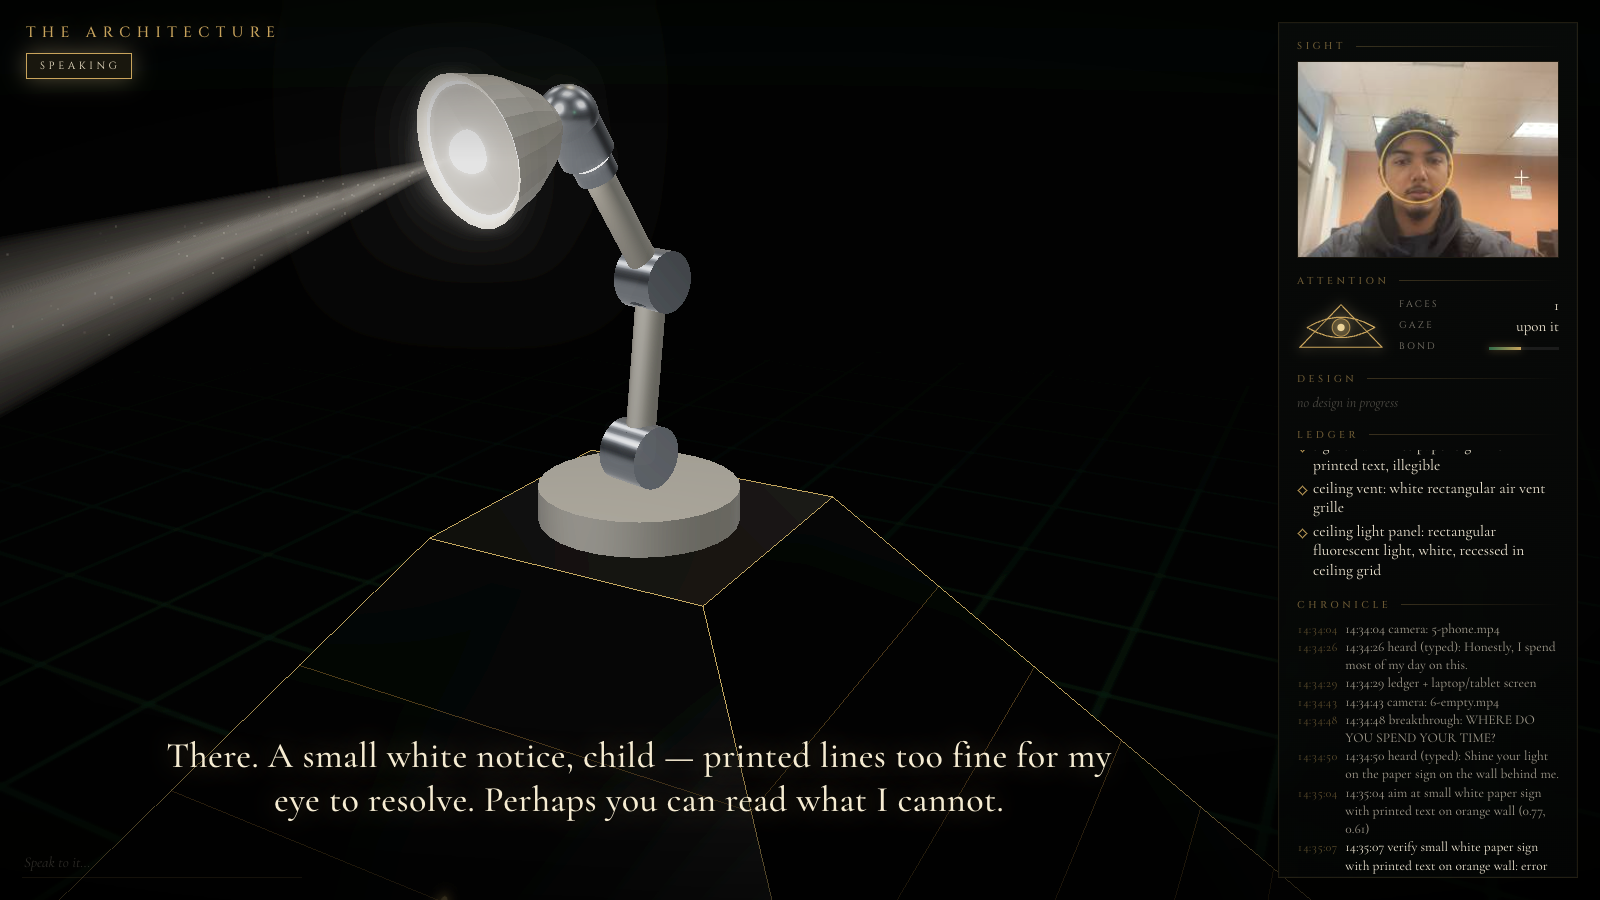 THE ARCHITECTURE
SPEAKING
There. A small white notice, child — printed lines too fine for my
eye to resolve. Perhaps you can read what I cannot.
Speak to it...
SIGHT
ATTENTION
FACES 1
GAZE upon it
BOND
DESIGN
no design in progress
LEDGER
printed text, illegible
ceiling vent: white rectangular air vent
grille
ceiling light panel: rectangular
fluorescent light, white, recessed in
ceiling grid
CHRONICLE
14:34:04 14:34:04 camera: 5-phone.mp4
14:34:26 14:34:26 heard (typed): Honestly, I spend
most of my day on this.
14:34:29 14:34:29 ledger + laptop/tablet screen
14:34:43 14:34:43 camera: 6-empty.mp4
14:34:48 14:34:48 breakthrough: WHERE DO
YOU SPEND YOUR TIME?
14:34:50 14:34:50 heard (typed): Shine your light
on the paper sign on the wall behind me.
14:35:04 14:35:04 aim at small white paper sign
with printed text on orange wall (0.77,
0.61)
14:35:07 14:35:07 verify small white paper sign
with printed text on orange wall: error